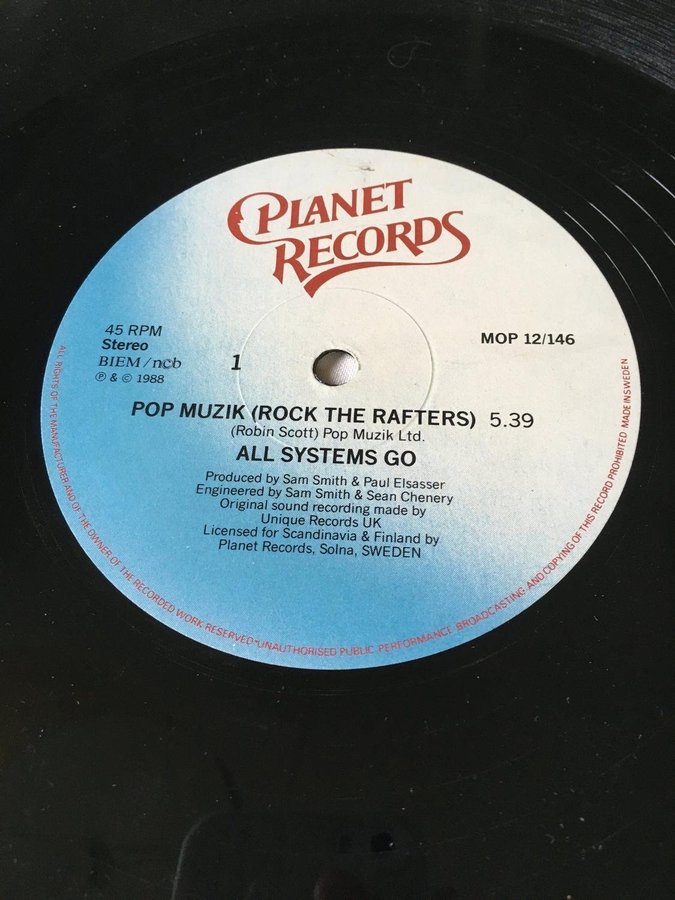 PLANET
RECORDS
45 RPM
Stereo
BIEM/ncb
℗ & © 1988
1
MOP 12/146
POP MUZIK (ROCK THE RAFTERS) 5.39
(Robin Scott) Pop Muzik Ltd.
ALL SYSTEMS GO
Produced by Sam Smith & Paul Elsasser
Engineered by Sam Smith & Sean Chenery
Original sound recording made by
Unique Records UK
Licensed for Scandinavia & Finland by
Planet Records, Solna, SWEDEN
ALL RIGHTS OF THE MANUFACTURER AND OF THE OWNER OF THE RECORDED WORK RESERVED•UNAUTHORISED PUBLIC PERFORMANCE BROADCASTING AND COPYING OF THIS RECORD PROHIBITED MADE IN SWEDEN